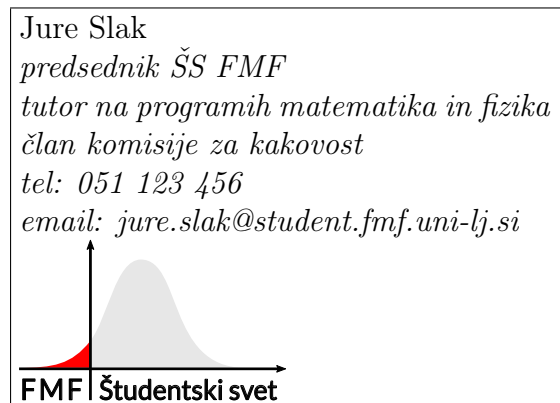 Jure Slak
predsednik ŠS FMF
tutor na programih matematika in fizika
član komisije za kakovost
tel: 051 123 456
email: jure.slak@student.fmf.uni-lj.si
FMF Študentski svet